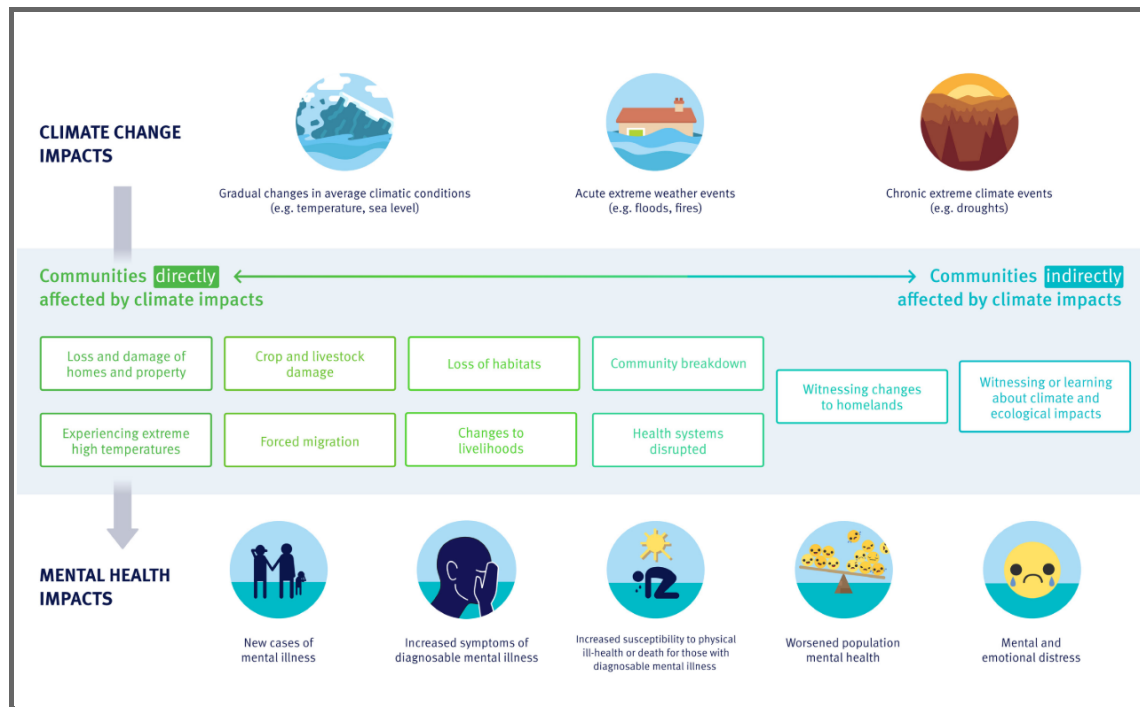 CLIMATE CHANGE
IMPACTS
Gradual changes in average climatic conditions
(e.g. temperature, sea level)
Acute extreme weather events
(e.g. floods, fires)
Chronic extreme climate events
(e.g. droughts)
Communities directly
affected by climate impacts
Communities indirectly
affected by climate impacts
Loss and damage of
homes and property
Crop and livestock
damage
Loss of habitats
Community breakdown
Witnessing changes
to homelands
Witnessing or learning
about climate and
ecological impacts
Experiencing extreme
high temperatures
Forced migration
Changes to
livelihoods
Health systems
disrupted
MENTAL HEALTH
IMPACTS
New cases of
mental illness
Increased symptoms of
diagnosable mental illness
Increased susceptibility to physical
ill-health or death for those with
diagnosable mental illness
Worsened population
mental health
Mental and
emotional distress